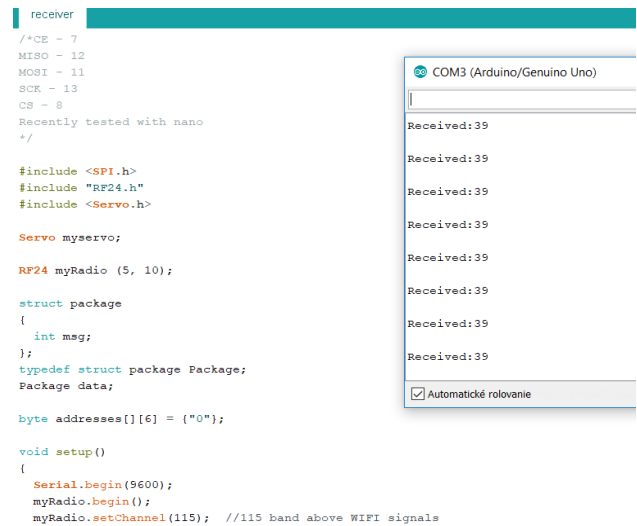 receiver
/*CE - 7
MISO - 12
MOSI - 11
SCK - 13
CS - 8
Recently tested with nano
*/
#include <SPI.h>
#include "RF24.h"
#include <Servo.h>
Servo myservo;
RF24 myRadio (5, 10);
struct package
{
  int msg;
};
typedef struct package Package;
Package data;
byte addresses[][6] = {"0"};
void setup()
{
  Serial.begin(9600);
  myRadio.begin();
  myRadio.setChannel(115);  //115 band above WIFI signals
COM3 (Arduino/Genuino Uno)
Received:39
Received:39
Received:39
Received:39
Received:39
Received:39
Received:39
Received:39
Automatické rolovanie